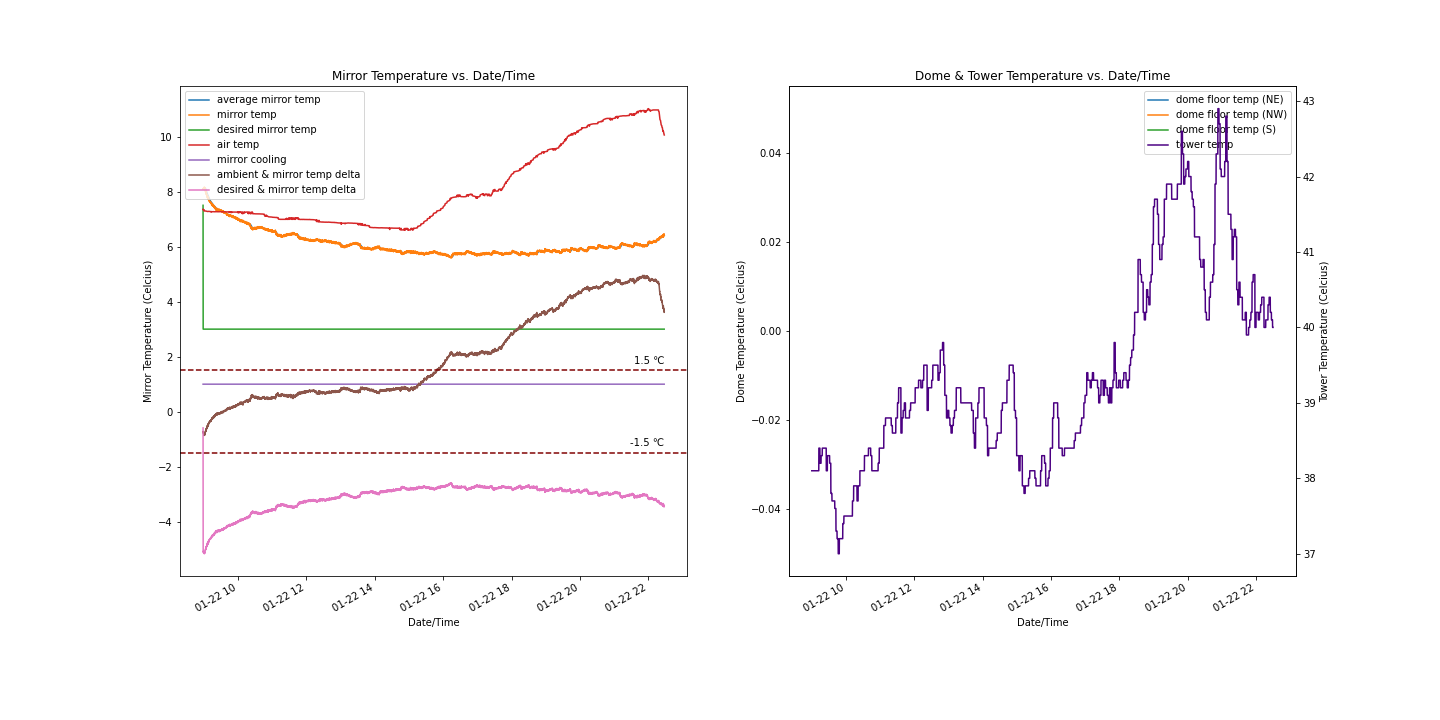 Mirror Temperature vs. Date/Time
average mirror temp
mirror temp
desired mirror temp
air temp
mirror cooling
ambient & mirror temp delta
desired & mirror temp delta
Mirror Temperature (Celcius)
10
8
6
4
2
0
−2
−4
1.5 °C
-1.5 °C
01-22 10
01-22 12
01-22 14
01-22 16
01-22 18
01-22 20
01-22 22
Date/Time
Dome & Tower Temperature vs. Date/Time
dome floor temp (NE)
dome floor temp (NW)
dome floor temp (S)
tower temp
Dome Temperature (Celcius)
0.04
0.02
0.00
−0.02
−0.04
43
42
41
40
39
38
37
Tower Temperature (Celcius)
01-22 10
01-22 12
01-22 14
01-22 16
01-22 18
01-22 20
01-22 22
Date/Time